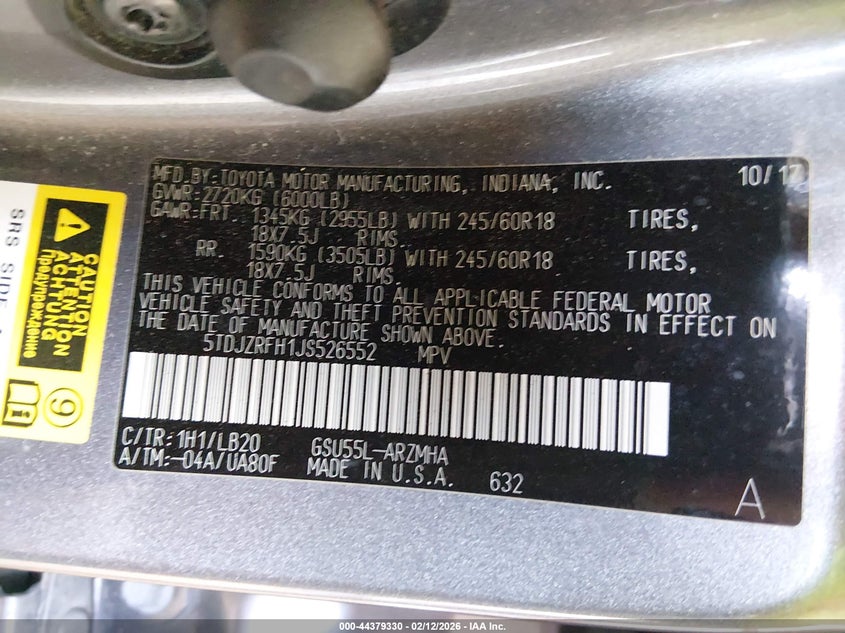 MFD.BY:TOYOTA MOTOR MANUFACTURING, INDIANA, INC. 10/17
GVWR:2720KG (6000LB)
GAWR:FRT. 1345KG (2955LB) WITH 245/60R18 TIRES,
18X7.5J RIMS.
RR. 1590KG (3505LB) WITH 245/60R18 TIRES,
18X7.5J RIMS.
THIS VEHICLE CONFORMS TO ALL APPLICABLE FEDERAL MOTOR
VEHICLE SAFETY AND THEFT PREVENTION STANDARDS IN EFFECT ON
THE DATE OF MANUFACTURE SHOWN ABOVE.
5TDJZRFH1JS526552 MPV
C/TR:1H1/LB20 GSU55L-ARZMHA
A/TM:-04A/UA80F MADE IN U.S.A. 632
A
SRS SIDE
CAUTION
ATTENTION
ACHTUNG
Предупреждение
9
i
000-44379330 - 02/12/2026 - IAA Inc.